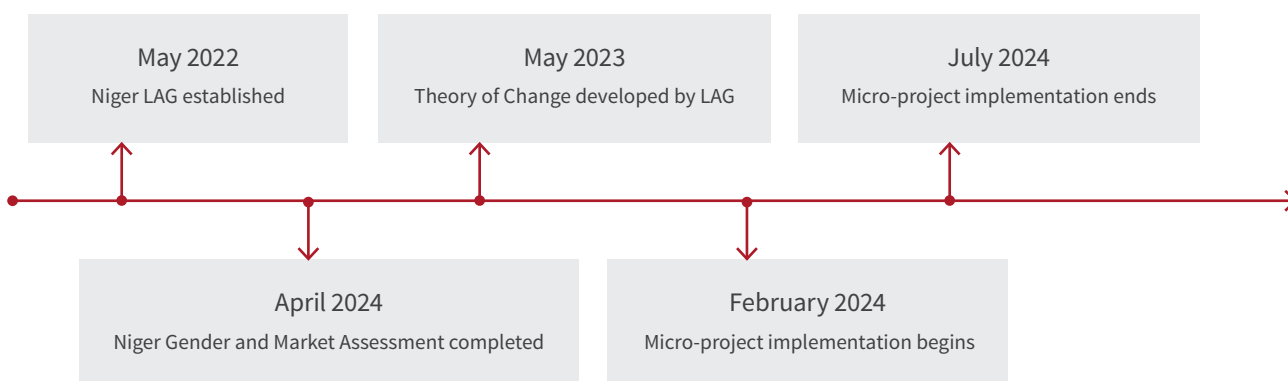 May 2022
Niger LAG established
May 2023
Theory of Change developed by LAG
July 2024
Micro-project implementation ends
April 2024
Niger Gender and Market Assessment completed
February 2024
Micro-project implementation begins